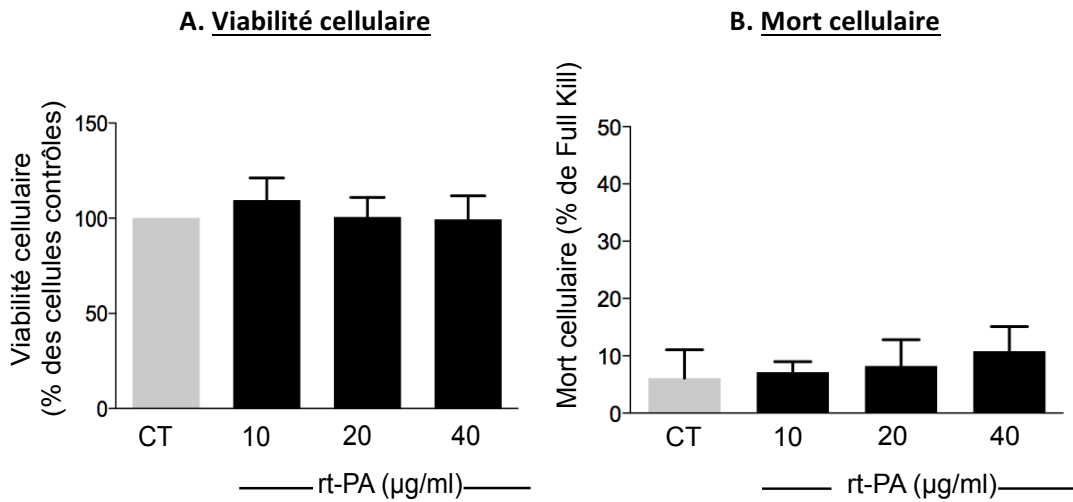 A. Viabilité cellulaire
Viabilité cellulaire
(% des cellules contrôles)
150
100
50
0
CT
10
20
40
rt-PA (µg/ml)
B. Mort cellulaire
Mort cellulaire (% de Full Kill)
50
40
30
20
10
0
CT
10
20
40
rt-PA (µg/ml)